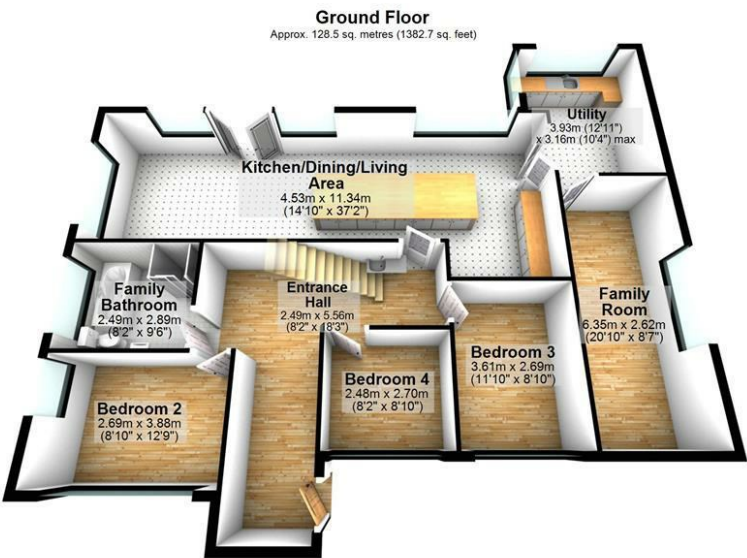 Ground Floor
Approx. 128.5 sq. metres (1382.7 sq. feet)
Utility
3.93m (12'11")
x 3.16m (10'4") max
Kitchen/Dining/Living
Area
4.53m x 11.34m
(14'10" x 37'2")
Family
Bathroom
2.49m x 2.89m
(8'2" x 9'6")
Entrance
Hall
2.49m x 5.56m
(8'2" x 18'3")
Family
Room
6.35m x 2.62m
(20'10" x 8'7")
Bedroom 3
3.61m x 2.69m
(11'10" x 8'10")
Bedroom 4
2.48m x 2.70m
(8'2" x 8'10")
Bedroom 2
2.69m x 3.88m
(8'10" x 12'9")